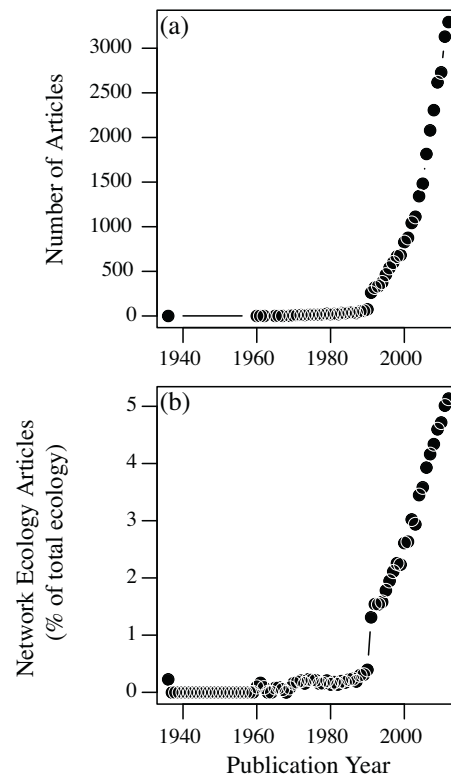 (a)
3000
2500
2000
1500
1000
500
0
Number of Articles
1940 1960 1980 2000
(b)
5
4
3
2
1
0
Network Ecology Articles
(% of total ecology)
1940 1960 1980 2000
Publication Year